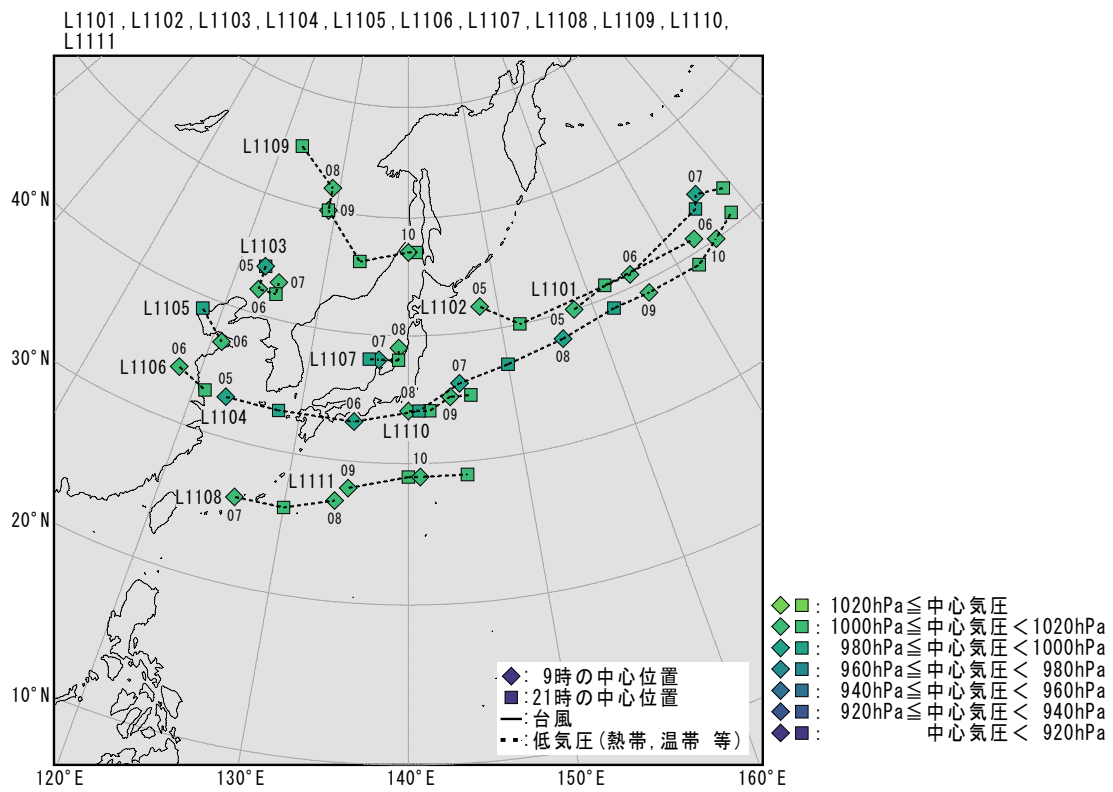 L1101,L1102,L1103,L1104,L1105,L1106,L1107,L1108,L1109,L1110,
L1111
L1109
08
09
10
07
06
10
40°N
L1103
05
07
06
L1105
06
L1102
05
L1101
05
06
09
08
30°N
06
L1106
05
L1104
L1107
07
08
07
06
08
L1110
09
L1108
07
L1111
09
08
10
20°N
10°N
: 9時の中心位置
:21時の中心位置
:台風
:低気圧(熱帯,温帯 等)
: 1020hPa≦中心気圧
: 1000hPa≦中心気圧<1020hPa
: 980hPa≦中心気圧<1000hPa
: 960hPa≦中心気圧< 980hPa
: 940hPa≦中心気圧< 960hPa
: 920hPa≦中心気圧< 940hPa
: 中心気圧< 920hPa
120°E 130°E 140°E 150°E 160°E